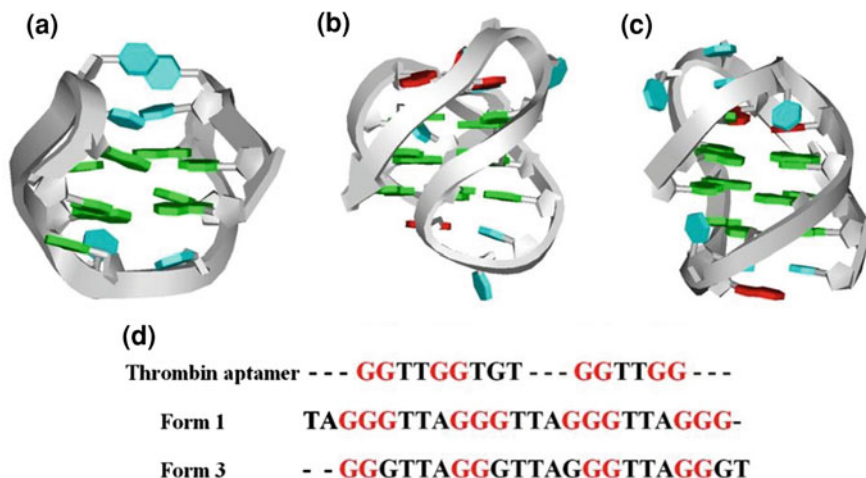 (a) (b) (c)
(d)
Thrombin aptamer - - - GGTTGGTGT - - - GGTTGG - - -
Form 1 TAGGGTTAGGGTTAGGGTTAGGG-
Form 3 - - GGGTTAGGGTTAGGGTTAGGGT